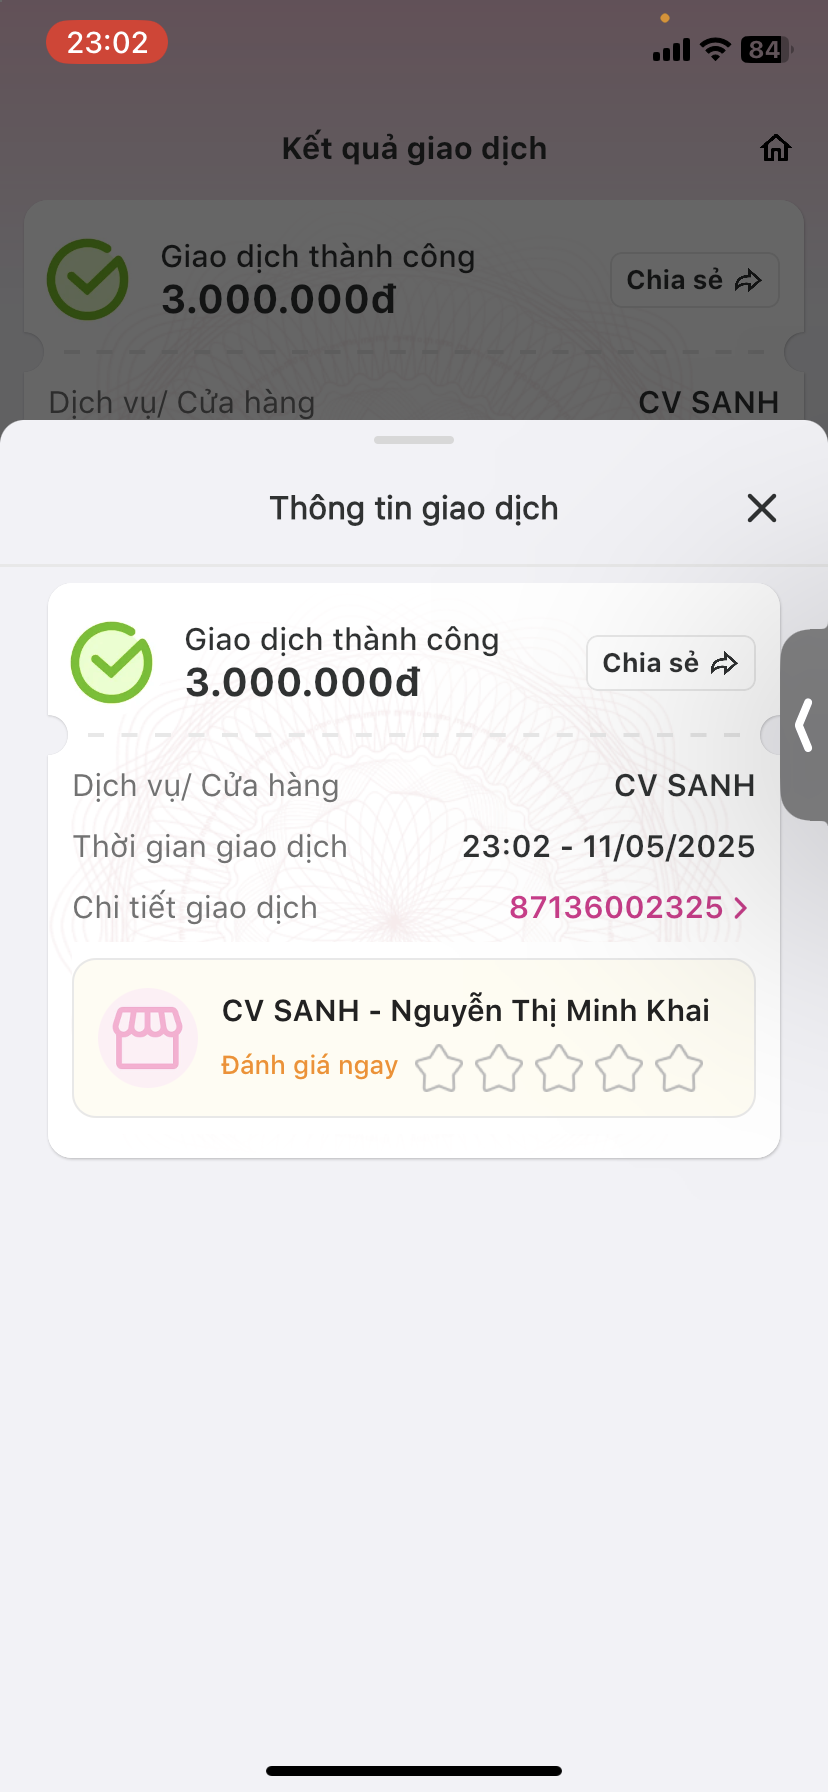 23:02
84
Kết quả giao dịch
Giao dịch thành công
3.000.000đ
Chia sẻ
Dịch vụ/ Cửa hàng
CV SANH
Thông tin giao dịch
Giao dịch thành công
3.000.000đ
Chia sẻ
Dịch vụ/ Cửa hàng
CV SANH
Thời gian giao dịch
23:02 - 11/05/2025
Chi tiết giao dịch
87136002325
CV SANH - Nguyễn Thị Minh Khai
Đánh giá ngay